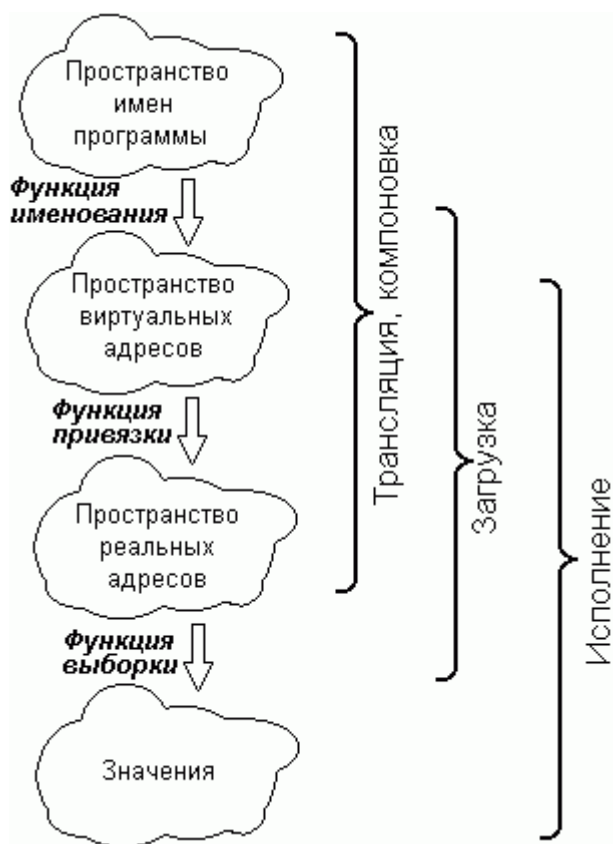 Пространство
имен
программы
Функция
именования
Пространство
виртуальных
адресов
Функция
привязки
Пространство
реальных
адресов
Функция
выборки
Значения
Трансляция, компоновка
Загрузка
Исполнение